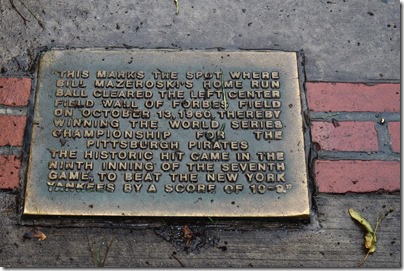 THIS MARKS THE SPOT WHERE
BILL MAZEROSKI'S HOME RUN
BALL CLEARED THE LEFT CENTER
FIELD WALL OF FORBES FIELD
ON OCTOBER 13, 1960, THEREBY
WINNING THE WORLD SERIES
CHAMPIONSHIP FOR THE
PITTSBURGH PIRATES
THE HISTORIC HIT CAME IN THE
NINTH INNING OF THE SEVENTH
GAME, TO BEAT THE NEW YORK
YANKEES BY A SCORE OF 10-9."